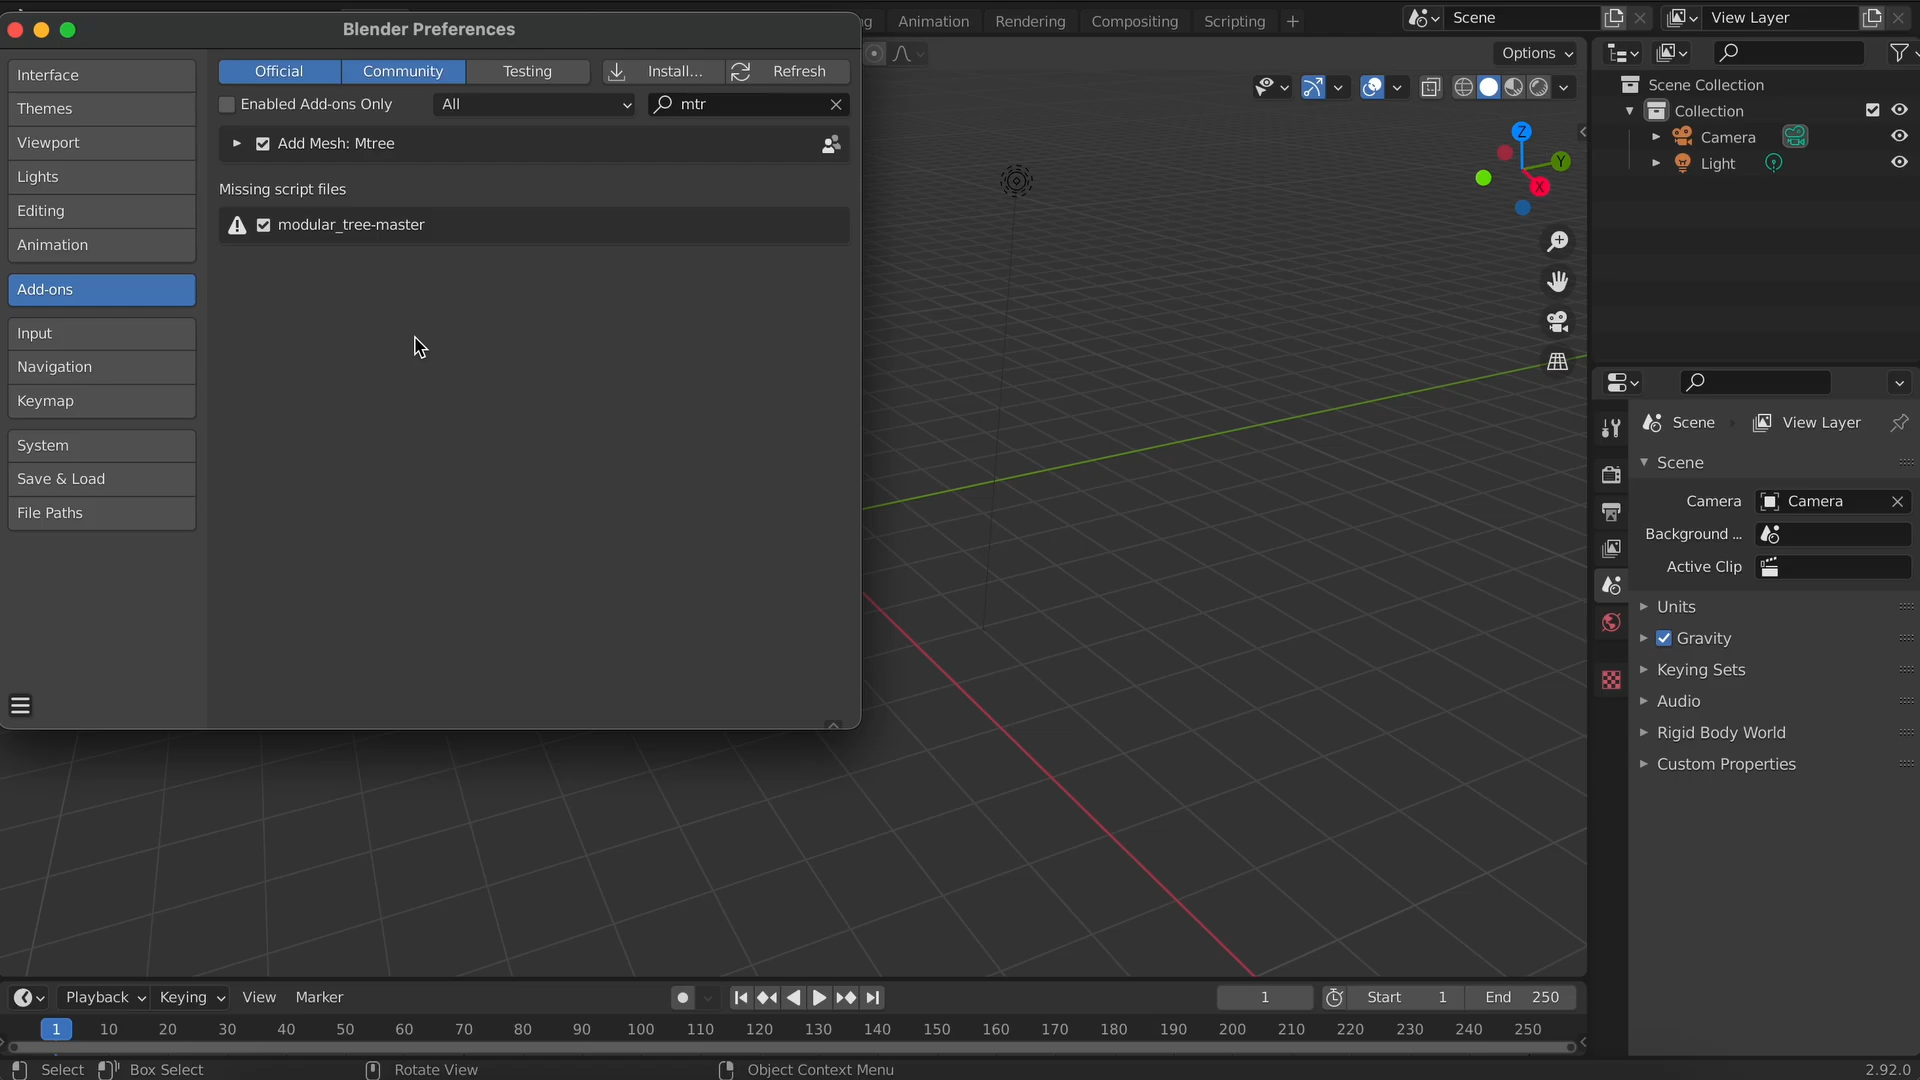 Blender Preferences
Interface
Themes
Viewport
Lights
Editing
Animation
Add-ons
Input
Navigation
Keymap
System
Save & Load
File Paths
Official
Community
Testing
Install...
Refresh
Enabled Add-ons Only
All
mtr
Add Mesh: Mtree
Missing script files
modular_tree-master
Animation
Rendering
Compositing
Scripting
Scene
View Layer
Options
Z
Y
X
Scene Collection
Collection
Camera
Light
Scene
View Layer
Scene
Camera
Camera
Background ...
Active Clip
Units
Gravity
Keying Sets
Audio
Rigid Body World
Custom Properties
Playback
Keying
View
Marker
1
Start 1
End 250
1 10 20 30 40 50 60 70 80 90 100 110 120 130 140 150 160 170 180 190 200 210 220 230 240 250
Select
Box Select
Rotate View
Object Context Menu
2.92.0